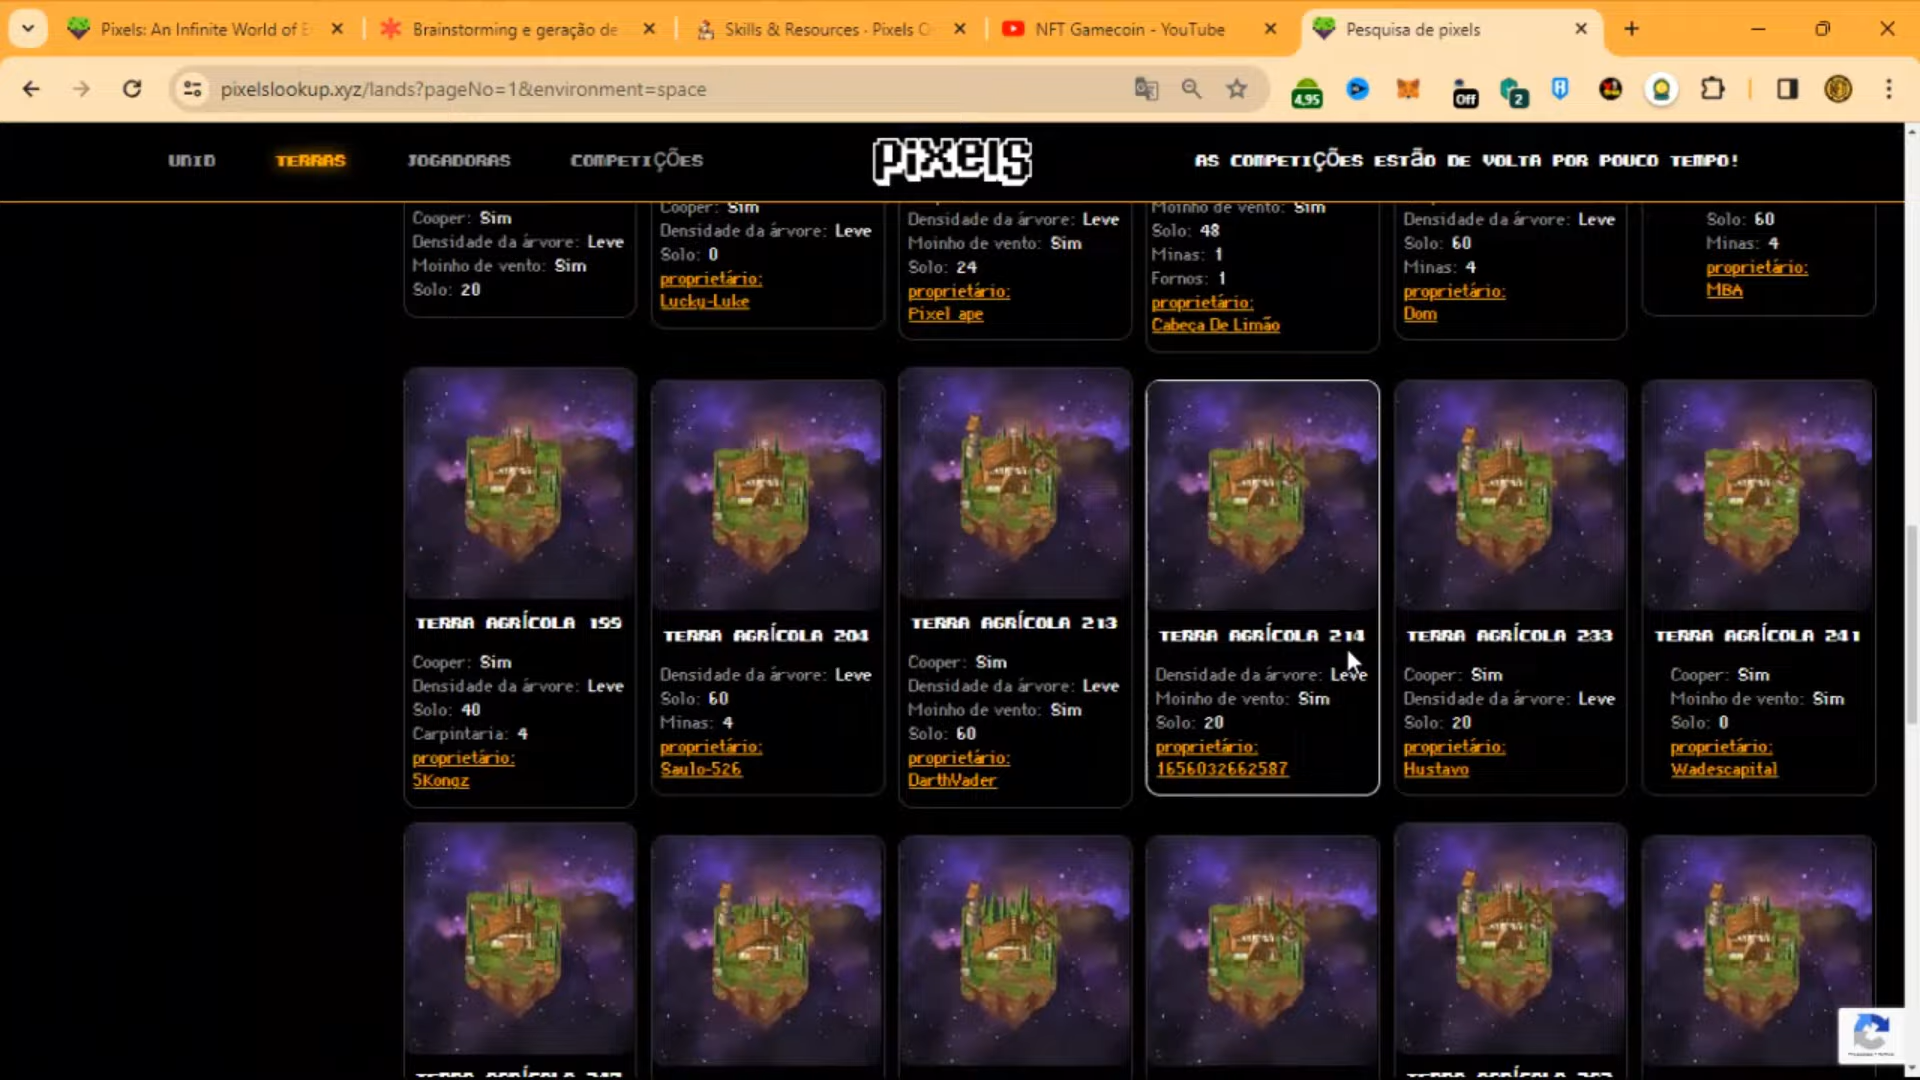 Pixels: An Infinite World of E
Brainstorming e geração de
Skills & Resources - Pixels O
NFT Gamecoin - YouTube
Pesquisa de pixels
pixelslookup.xyz/lands?pageNo=1&environment=space
4.95
Off
2
UNID
TERRAS
JOGADORAS
COMPETIÇÕES
pixels
AS COMPETIÇÕES ESTÃO DE VOLTA POR POUCO TEMPO!
Cooper: Sim
Densidade da árvore: Leve
Moinho de vento: Sim
Solo: 20
Cooper: Sim
Densidade da árvore: Leve
Solo: 0
proprietário:
Lucky-Luke
Densidade da árvore: Leve
Moinho de vento: Sim
Solo: 24
proprietário:
Pixel ape
Moinho de vento: Sim
Solo: 48
Minas: 1
Fornos: 1
proprietário:
Cabeça De Limão
Densidade da árvore: Leve
Solo: 60
Minas: 4
proprietário:
Dom
Solo: 60
Minas: 4
proprietário:
MBA
TERRA AGRÍCOLA 199
Cooper: Sim
Densidade da árvore: Leve
Solo: 40
Carpintaria: 4
proprietário:
5Kongz
TERRA AGRÍCOLA 204
Densidade da árvore: Leve
Solo: 60
Minas: 4
proprietário:
Saulo-526
TERRA AGRÍCOLA 213
Cooper: Sim
Densidade da árvore: Leve
Moinho de vento: Sim
Solo: 60
proprietário:
DarthVader
TERRA AGRÍCOLA 214
Densidade da árvore: Leve
Moinho de vento: Sim
Solo: 20
proprietário:
1656032662587
TERRA AGRÍCOLA 233
Cooper: Sim
Densidade da árvore: Leve
Solo: 20
proprietário:
Hustavo
TERRA AGRÍCOLA 241
Cooper: Sim
Moinho de vento: Sim
Solo: 0
proprietário:
Wadescapital
TERRA AGRÍCOLA
TERRA AGRÍCOLA